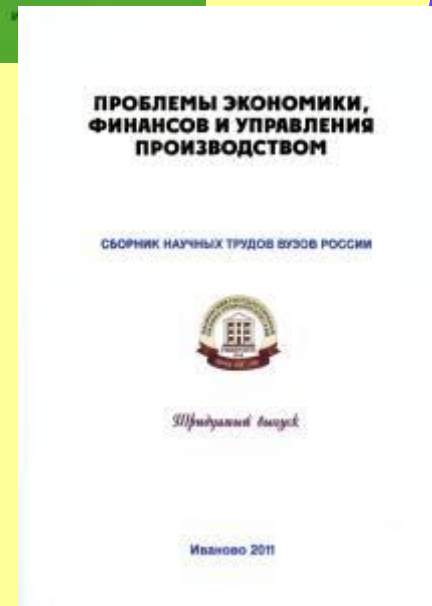 ПРОБЛЕМЫ ЭКОНОМИКИ,
ФИНАНСОВ И УПРАВЛЕНИЯ
ПРОИЗВОДСТВОМ
СБОРНИК НАУЧНЫХ ТРУДОВ ВУЗОВ РОССИИ
Тридцатый выпуск
Иваново 2011